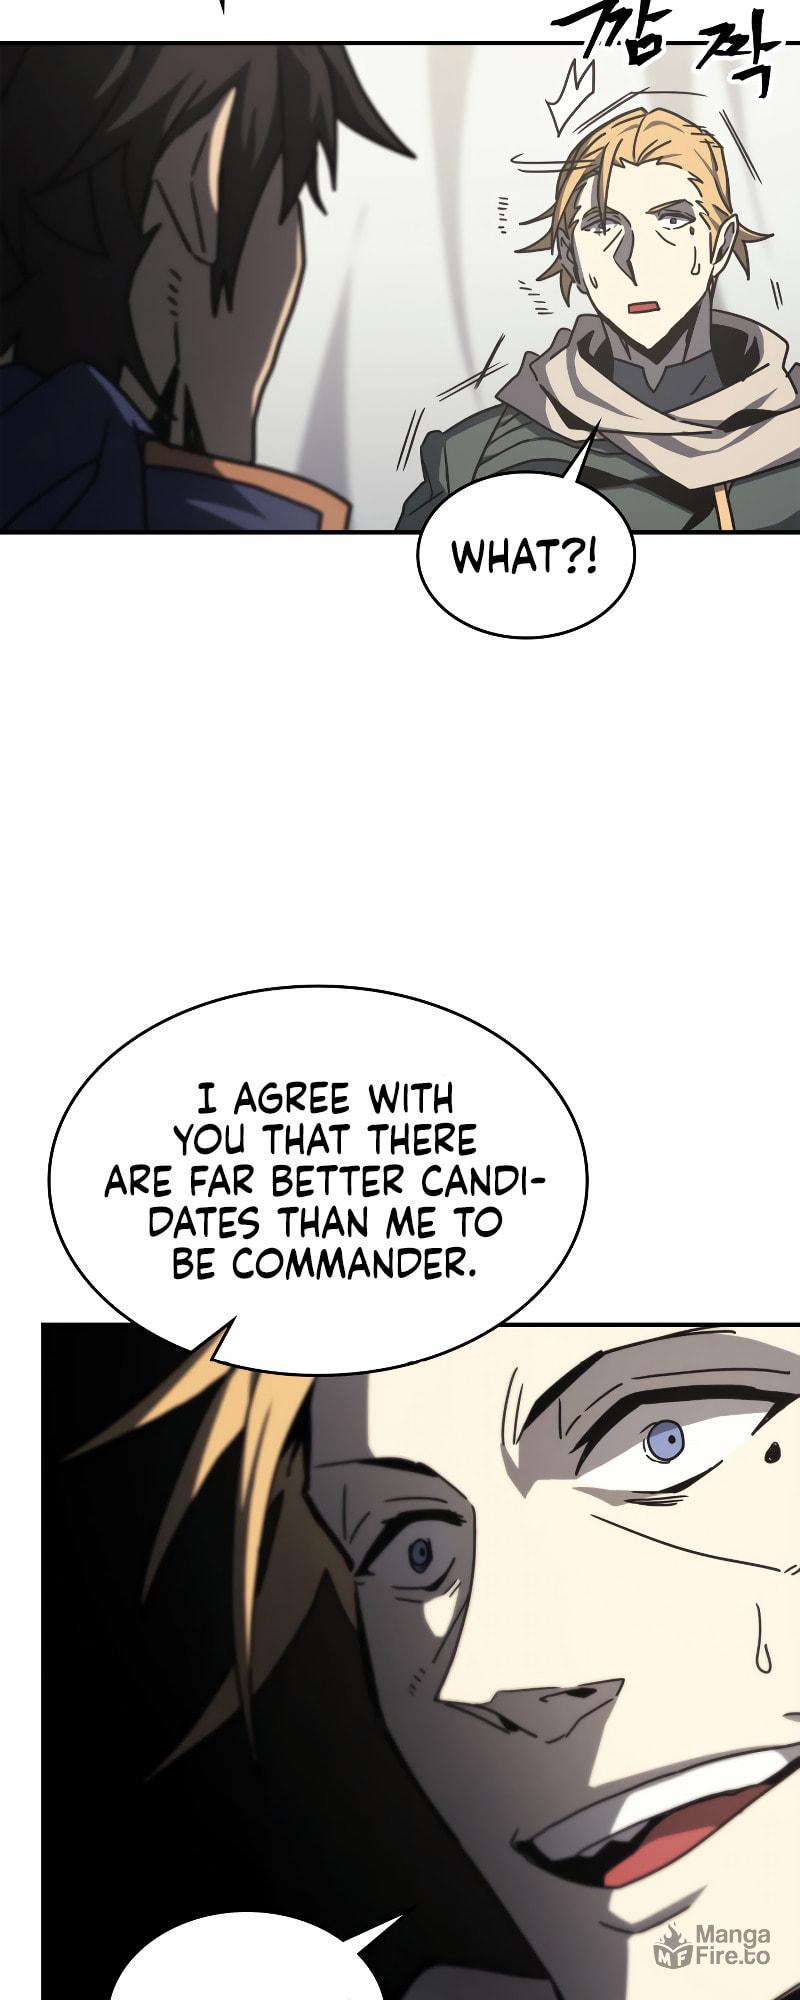 깜짝
WHAT?!
I AGREE WITH
YOU THAT THERE
ARE FAR BETTER CANDI-
DATES THAN ME TO
BE COMMANDER.
Manga
MF Fire.to